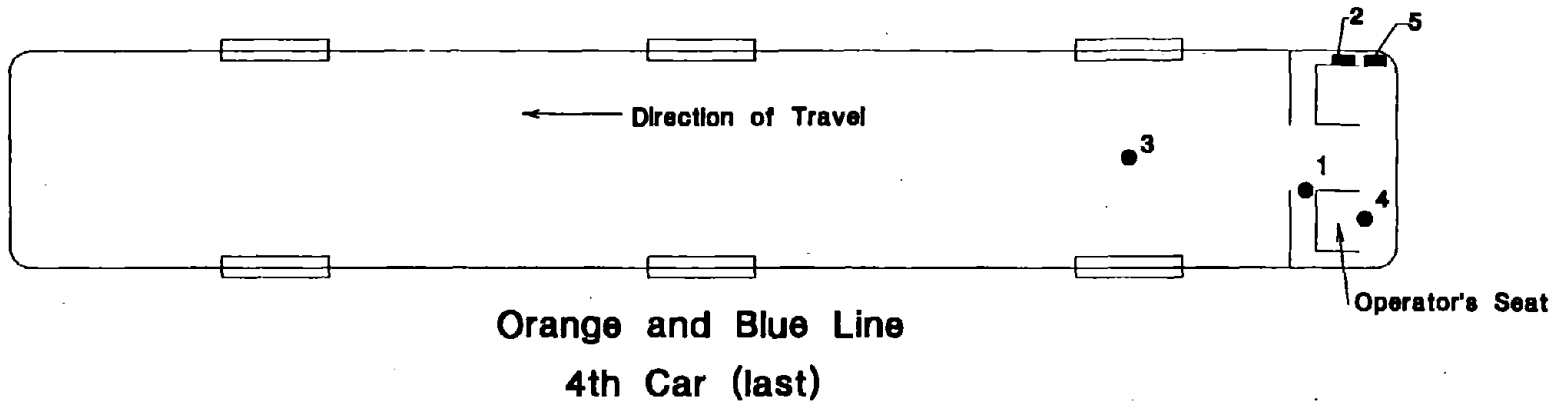 2 5
Direction of Travel
3
1
4
Operator's Seat
Orange and Blue Line
4th Car (last)